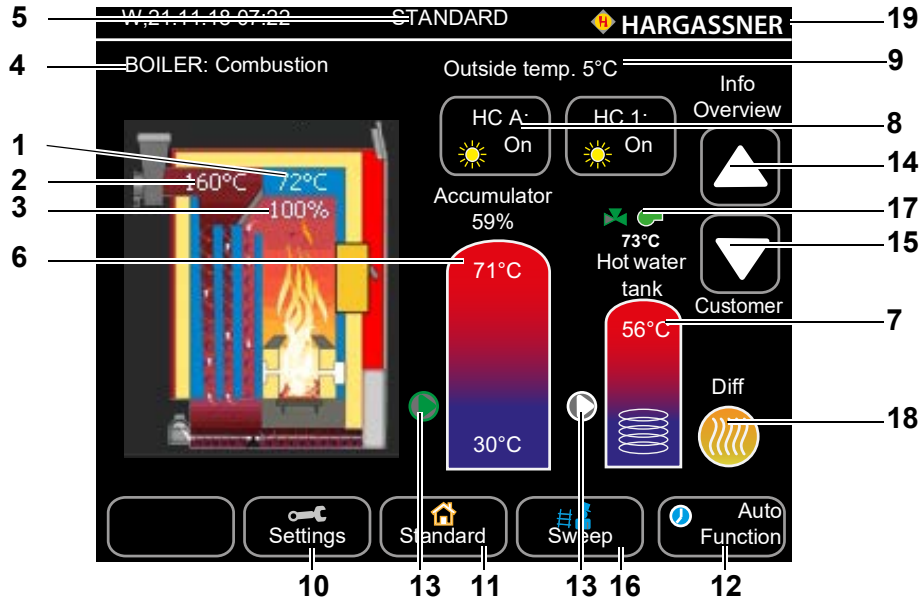 5 W,21.11.18 07:22 STANDARD H HARGASSNER 19
4 BOILER: Combustion Outside temp. 5°C 9
Info
Overview
HC A:
On
HC 1:
On
8
1 72°C
2 160°C
3 100%
14
Accumulator
59%
17
73°C
15
6 71°C
Hot water
tank
Customer
56°C 7
Diff
18
30°C
Settings
Standard
Sweep
Auto
Function
10 13 11 13 16 12